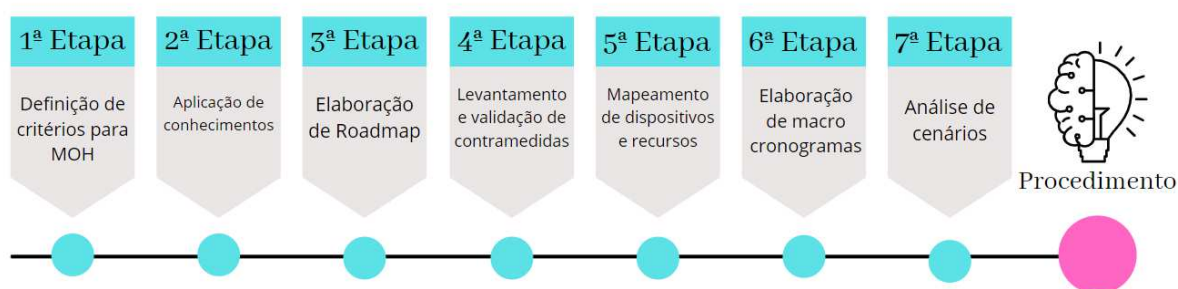 1ª Etapa
Definição de
critérios para
MOH
2ª Etapa
Aplicação de
conhecimentos
3ª Etapa
Elaboração
de Roadmap
4ª Etapa
Levantamento
e validação de
contramedidas
5ª Etapa
Mapeamento
de dispositivos
e recursos
6ª Etapa
Elaboração
de macro
cronogramas
7ª Etapa
Análise de
cenários
Procedimento